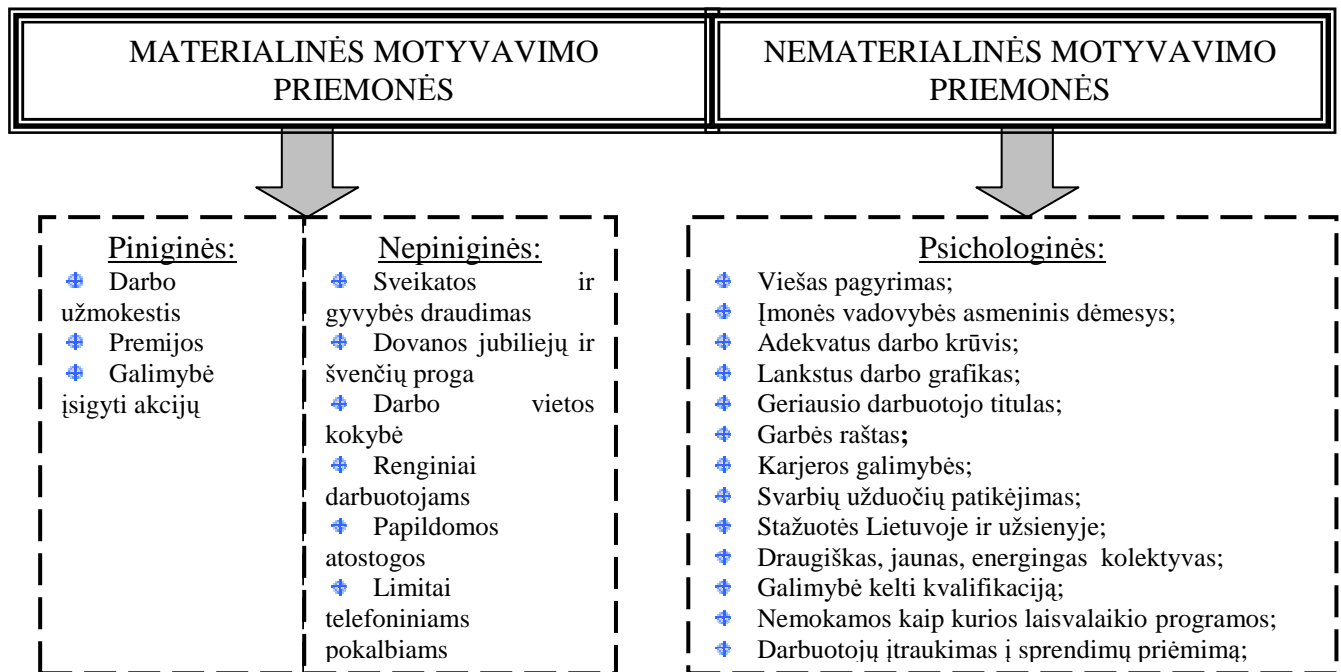 MATERIALINĖS MOTYVAVIMO
PRIEMONĖS
NEMATERIALINĖS MOTYVAVIMO
PRIEMONĖS
Piniginės:
Darbo
užmokestis
Premijos
Galimybė
įsigyti akcijų
Nepiniginės:
Sveikatos ir
gyvybės draudimas
Dovanos jubiliejų ir
švenčių proga
Darbo vietos
kokybė
Renginiai
darbuotojams
Papildomos
atostogos
Limitai
telefoniniams
pokalbiams
Psichologinės:
Viešas pagyrimas;
Įmonės vadovybės asmeninis dėmesys;
Adekvatus darbo krūvis;
Lankstus darbo grafikas;
Geriausio darbuotojo titulas;
Garbės raštas;
Karjeros galimybės;
Svarbių užduočių patikėjimas;
Stažuotės Lietuvoje ir užsienyje;
Draugiškas, jaunas, energingas kolektyvas;
Galimybė kelti kvalifikaciją;
Nemokamos kaip kurios laisvalaikio programos;
Darbuotojų įtraukimas į sprendimų priėmimą;